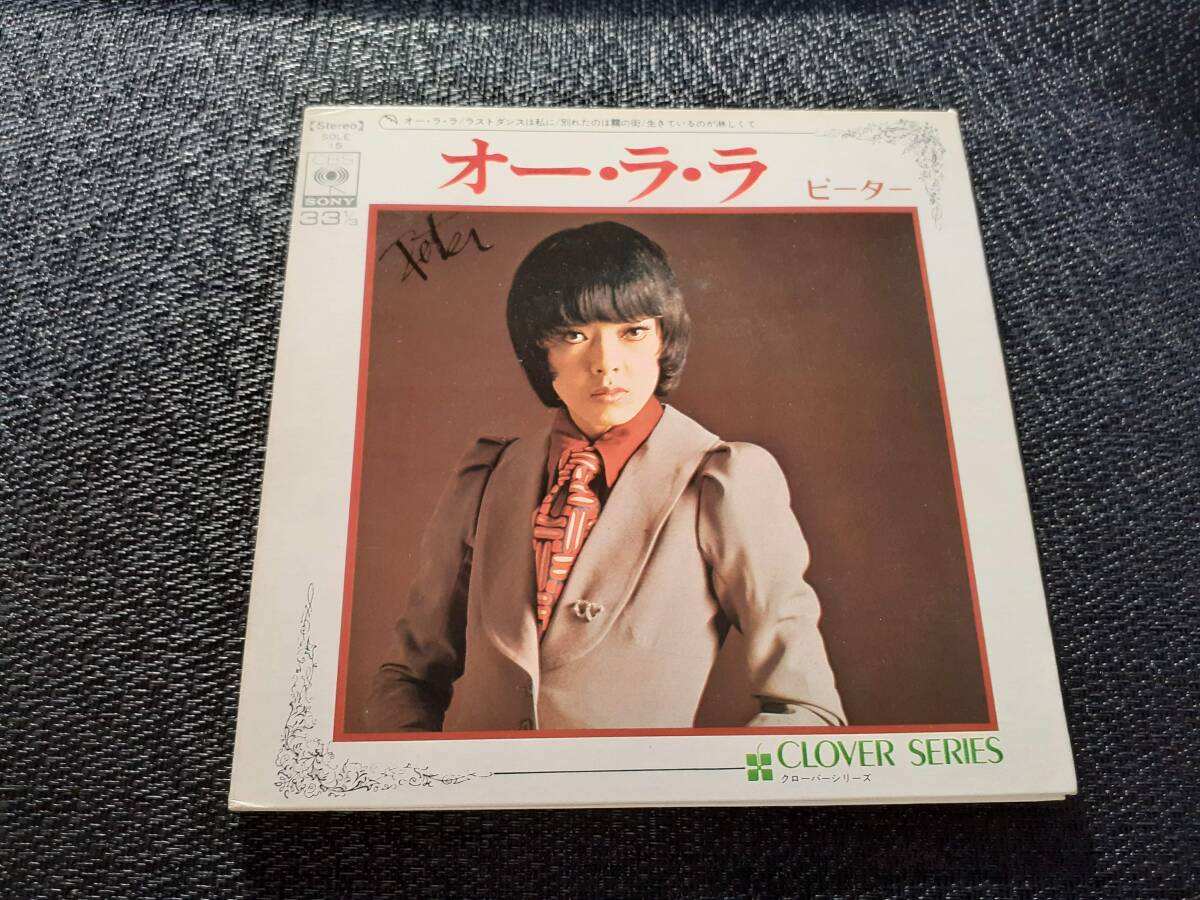 【Stereo】
SOLE
15
CBS
SONY
33 1/3
オー・ラ・ラ/ラストダンスは私に/別れたのは霧の街/生きているのが淋しくて
オー・ラ・ラ
ピーター
Peter
CLOVER SERIES
クローバーシリーズ